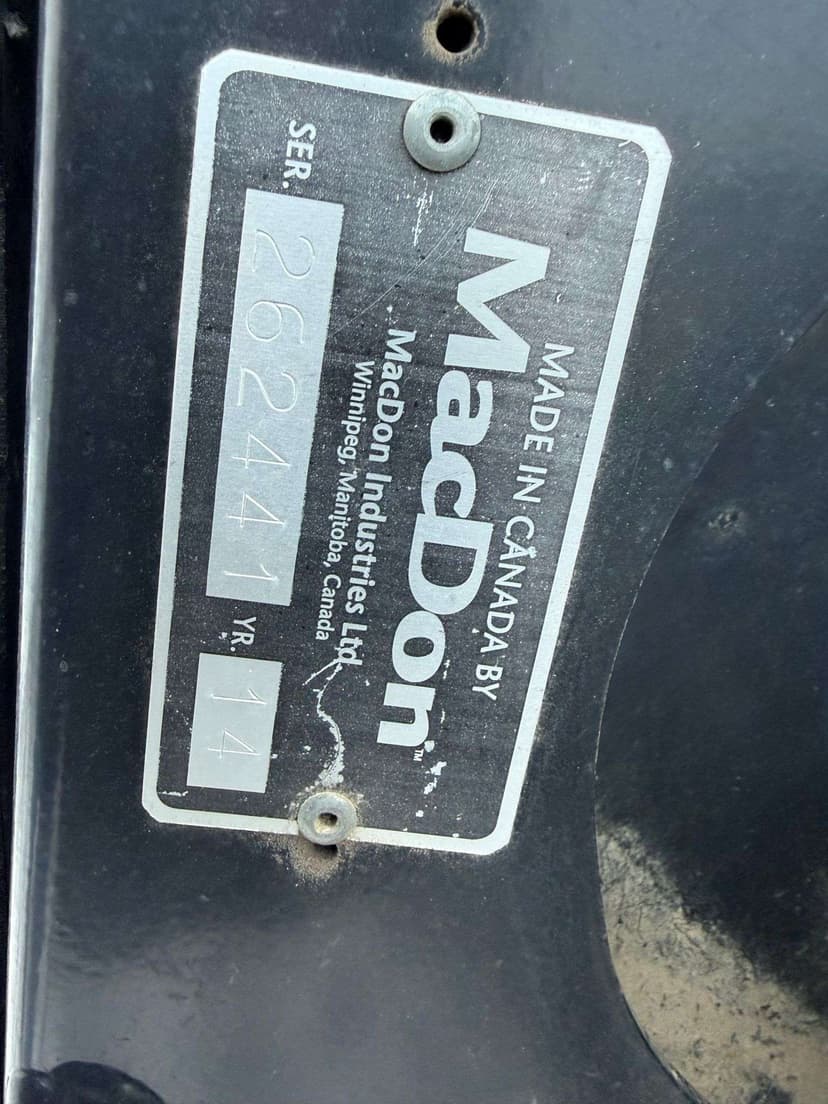 MADE IN CANADA BY
MacDon™
MacDon Industries Ltd.
Winnipeg, Manitoba, Canada
SER. 262441 YR. 14